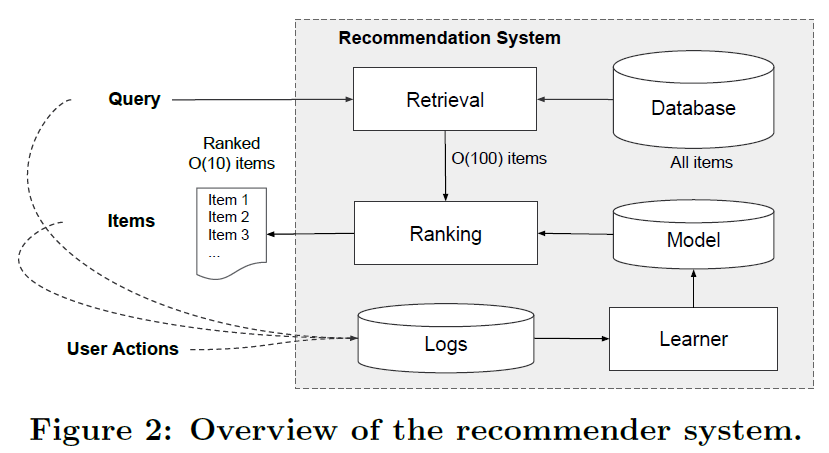 Recommendation System
Query
Retrieval
Database
All items
O(100) items
Ranked
O(10) items
Item 1
Item 2
Item 3
...
Items
Ranking
Model
User Actions
Logs
Learner
Figure 2: Overview of the recommender system.